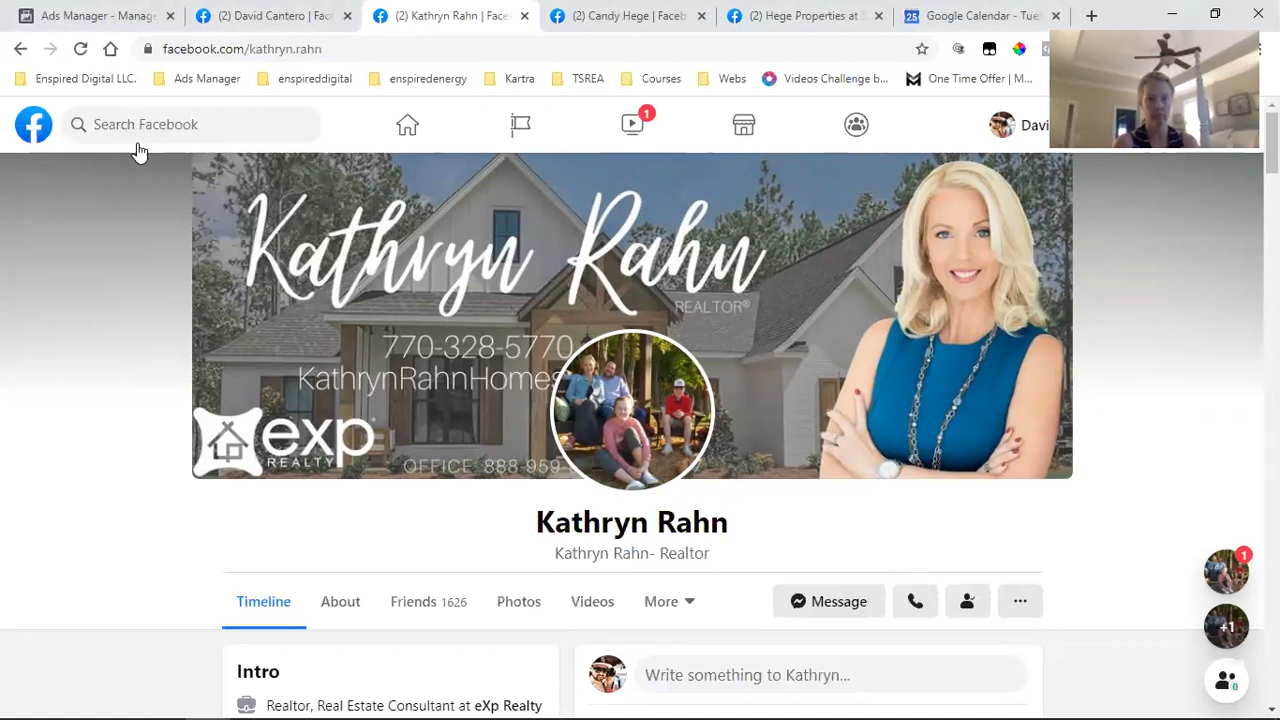 Ads Manager - Manage
(2) David Cantero | Fac
(2) Kathryn Rahn | Face
(2) Candy Hege | Faceb
(2) Hege Properties at
Google Calendar - Tue
facebook.com/kathryn.rahn
Enspired Digital LLC.
Ads Manager
enspireddigital
enspiredenergy
Kartra
TSREA
Courses
Webs
Videos Challenge b...
One Time Offer | M...
Search Facebook
1
Davi
Kathryn Rahn
REALTOR®
770-328-5770
KathrynRahnHomes
exp
REALTY
OFFICE 888-959-
Kathryn Rahn
Kathryn Rahn- Realtor
Timeline
About
Friends 1626
Photos
Videos
More
Message
1
+1
Intro
Write something to Kathryn...
Realtor, Real Estate Consultant at eXp Realty